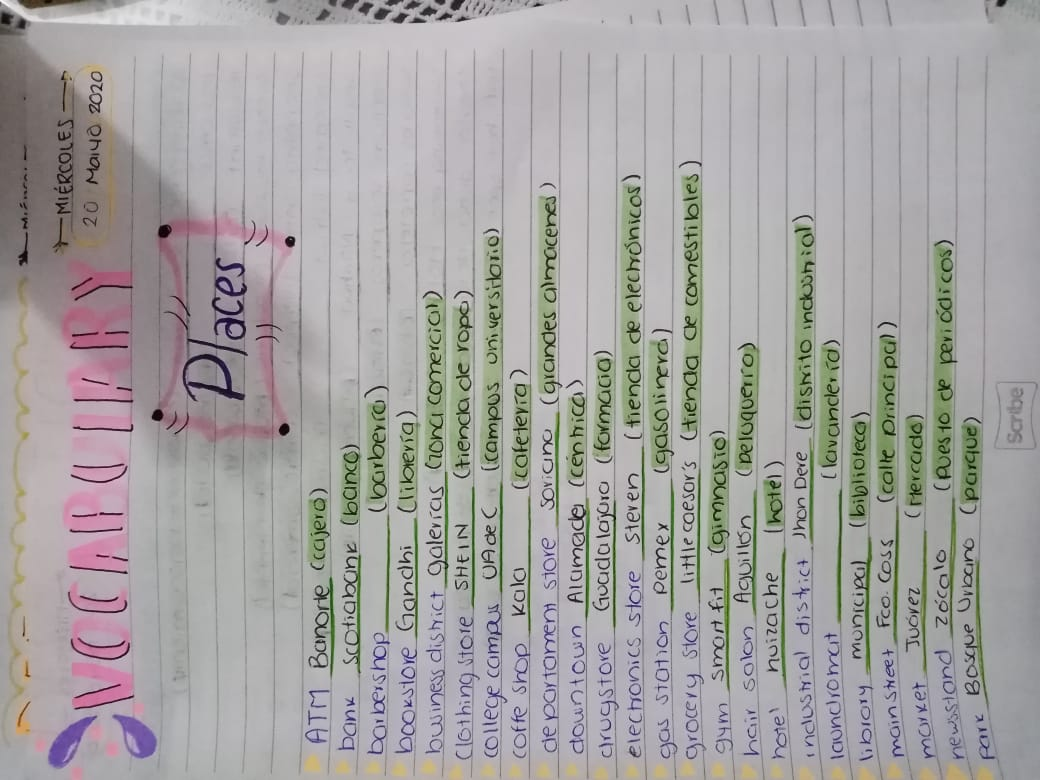 MIÉRCOLES
20 Mayo 2020
VOCABULARY
Places
ATM Banorte (cajero)
bank scotiabank (banco)
barbershop (barbería)
bookstore Gandhi (librería)
business district galerías (zona comercial)
clothing store SHEIN (tienda de ropa)
college campus UAdeC (campus universitario)
coffe shop Kala (cafetería)
departament store soriana (grandes almacenes)
downtown Alameda (céntrica)
drugstore Guadalajara (farmacia)
electronics store steren (tienda de electrónicos)
gas station pemex (gasolinera)
grocery store little caesar's (tienda de comestibles)
gym smart fit (gimnasio)
hair salon Aguillón (peluquería)
hotel huizache (hotel)
industrial district Jhon Dere (distrito industrial)
laundromat (lavandería)
library municipal (biblioteca)
main street Fco. Coss (calle principal)
market Juárez (Mercado)
newsstand zócalo (puesto de periódicos)
park Bosque Urbano (parque)
Scribe